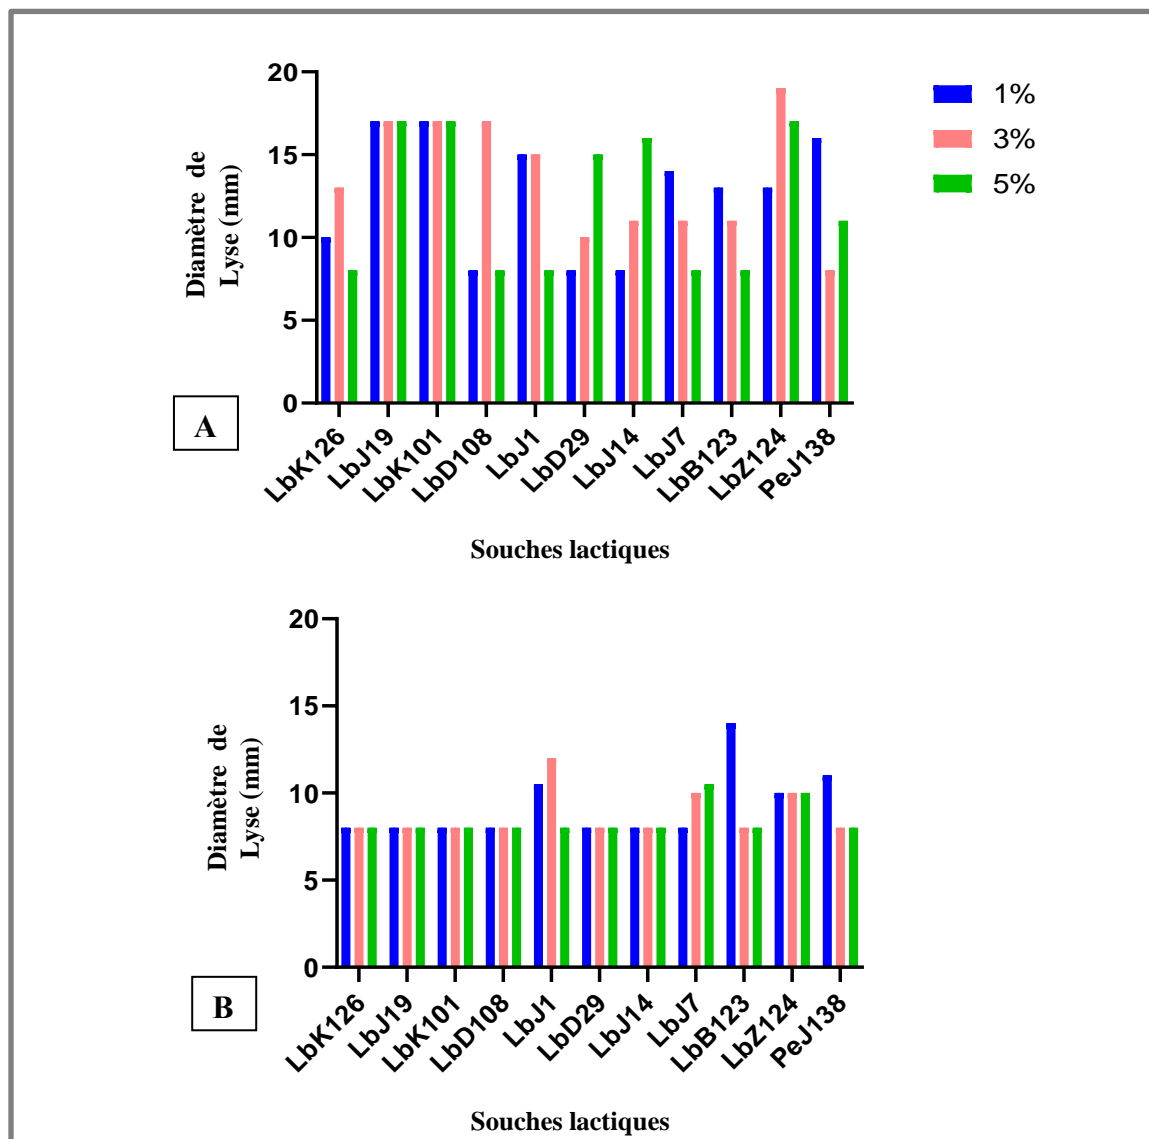 20
15
10
5
0
Diamètre de
Lyse (mm)
1%
3%
5%
A
LbK126
LbJ19
LbK101
LbD108
LbJ1
LbD29
LbJ14
LbJ7
LbB123
LbZ124
PeJ138
Souches lactiques
20
15
10
5
0
Diamètre de
Lyse (mm)
B
LbK126
LbJ19
LbK101
LbD108
LbJ1
LbD29
LbJ14
LbJ7
LbB123
LbZ124
PeJ138
Souches lactiques